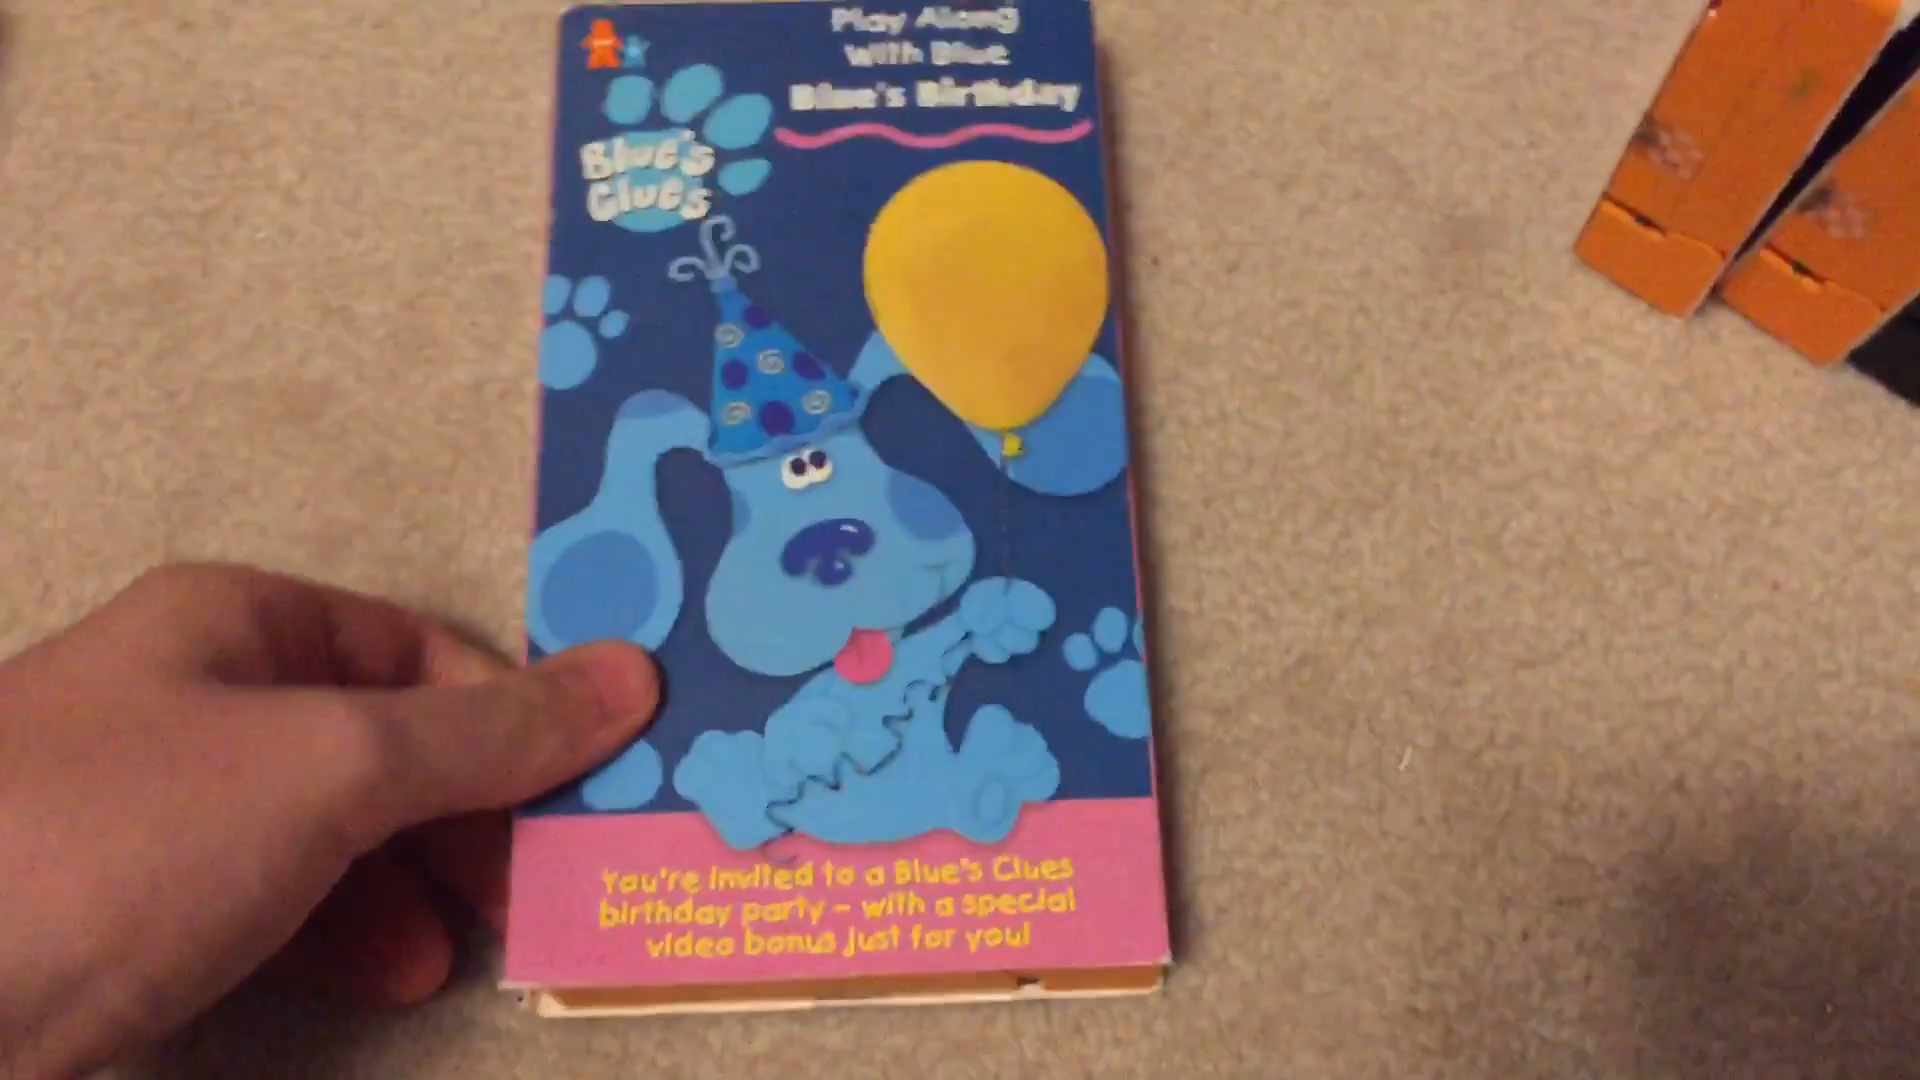 Play Along
With Blue
Blue's Birthday
Blue's
Clues
You're invited to a Blue's Clues
birthday party - with a special
video bonus just for you!